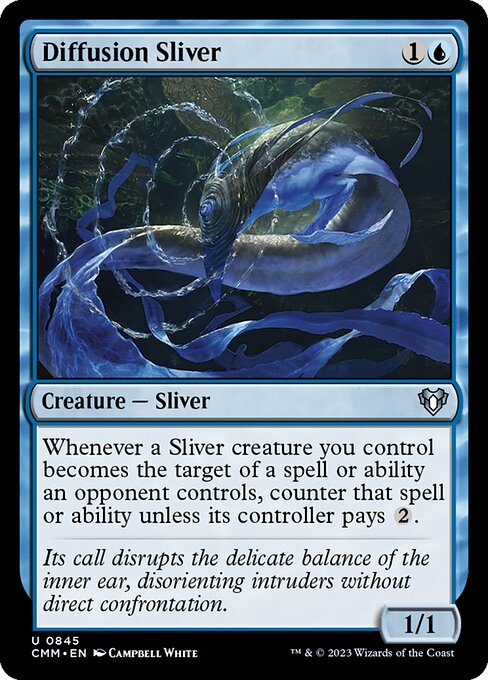 Diffusion Sliver 1
Creature — Sliver
Whenever a Sliver creature you control
becomes the target of a spell or ability
an opponent controls, counter that spell
or ability unless its controller pays 2.
Its call disrupts the delicate balance of the
inner ear, disorienting intruders without
direct confrontation.
1/1
U 0845
CMM • EN Campbell White
™ & © 2023 Wizards of the Coast